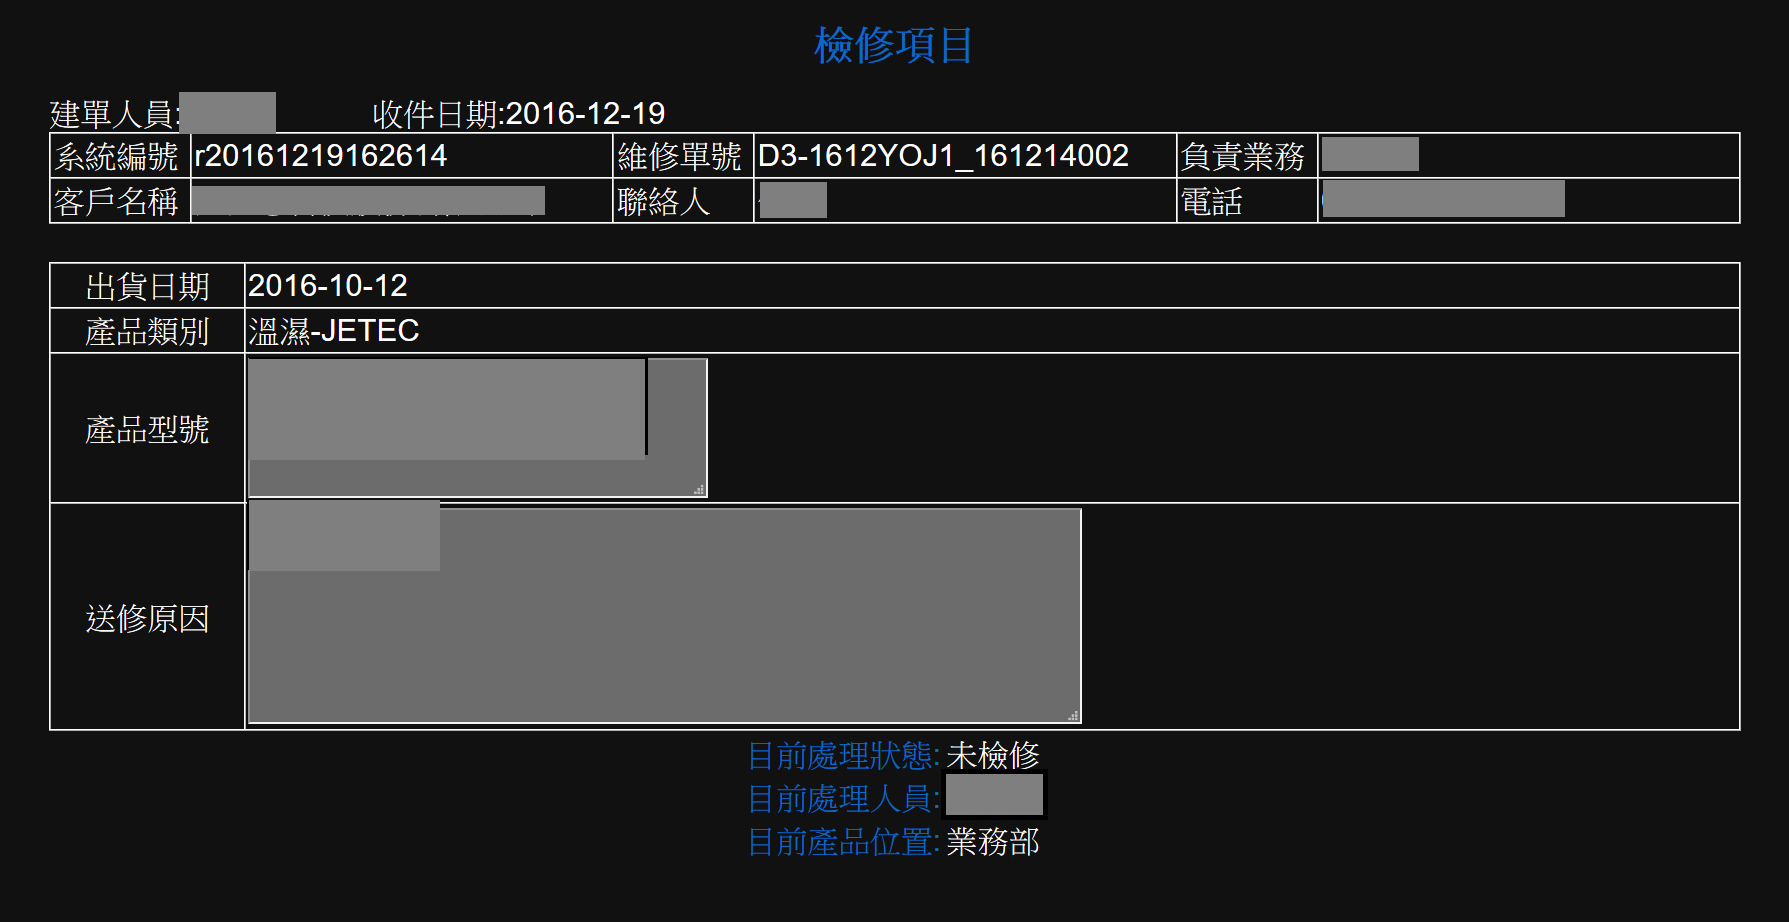 檢修項目
建單人員: 收件日期:2016-12-19
系統編號 r20161219162614 維修單號 D3-1612YOJ1_161214002 負責業務
客戶名稱 聯絡人 電話
出貨日期 2016-10-12
產品類別 溫濕-JETEC
產品型號
送修原因
目前處理狀態: 未檢修
目前處理人員:
目前產品位置: 業務部